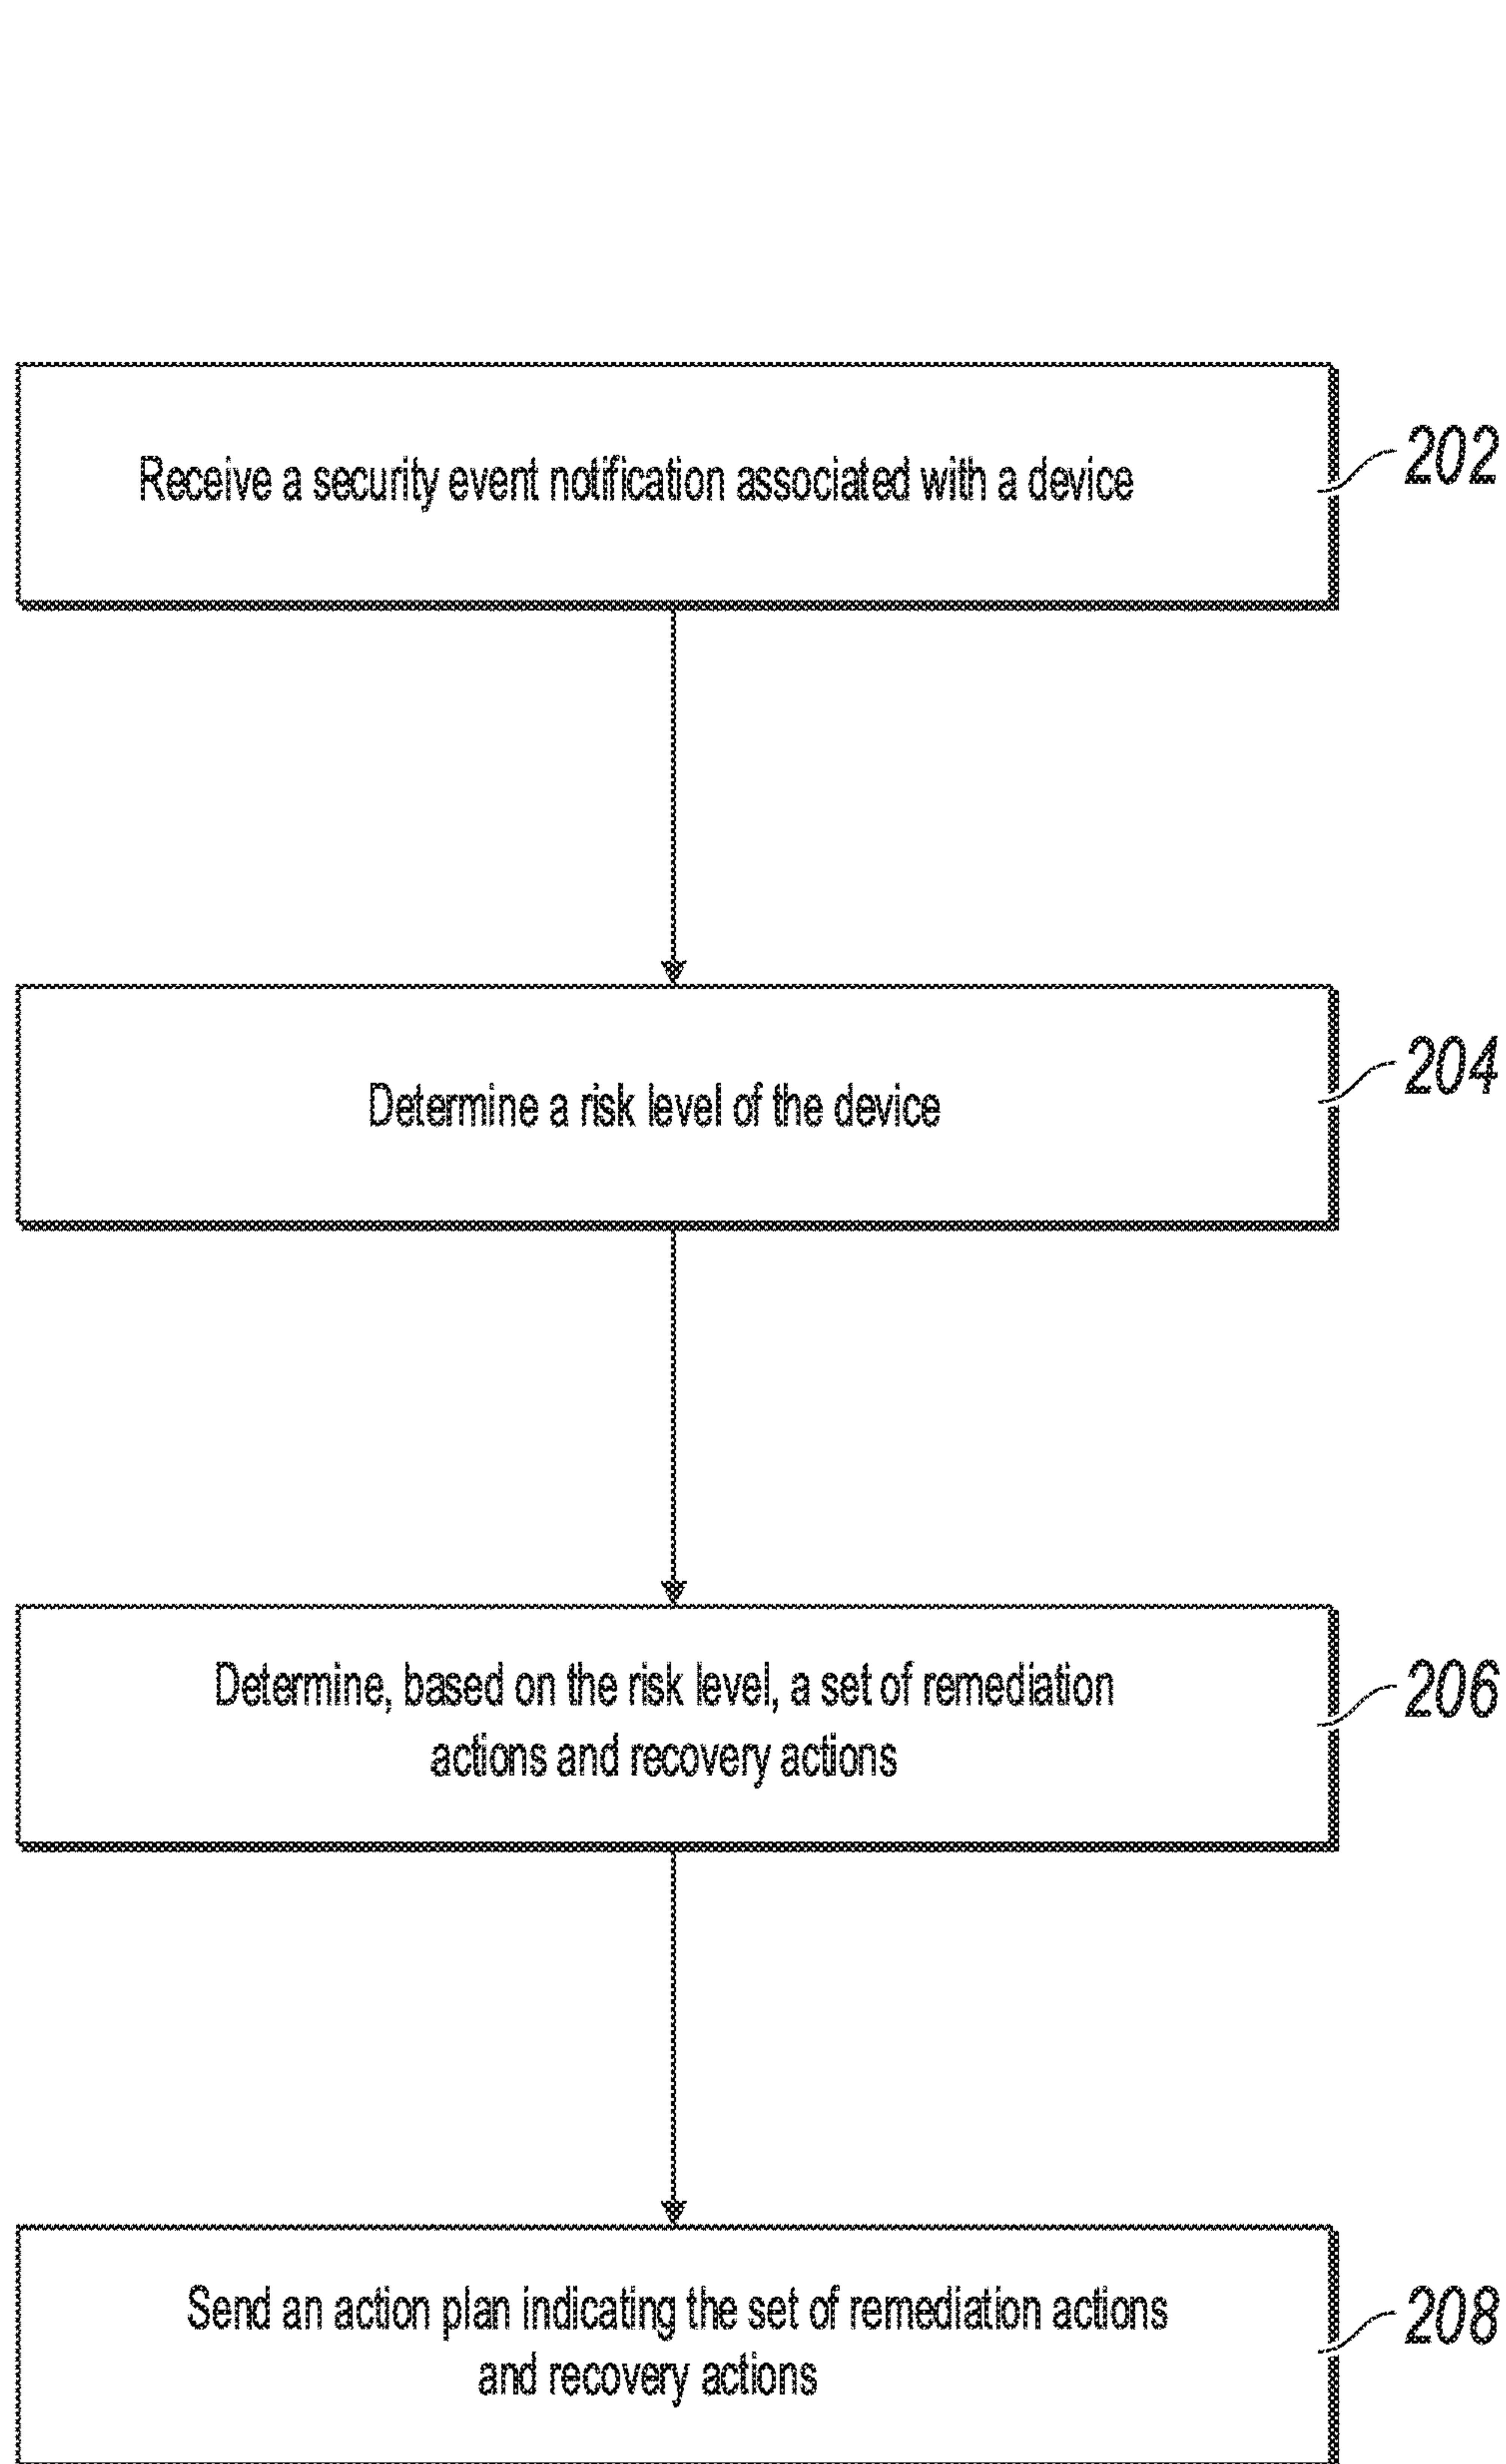 Receive a security event notification associated with a device
202
Determine a risk level of the device
204
Determine, based on the risk level, a set of remediation
actions and recovery actions
206
Send an action plan indicating the set of remediation actions
and recovery actions
208